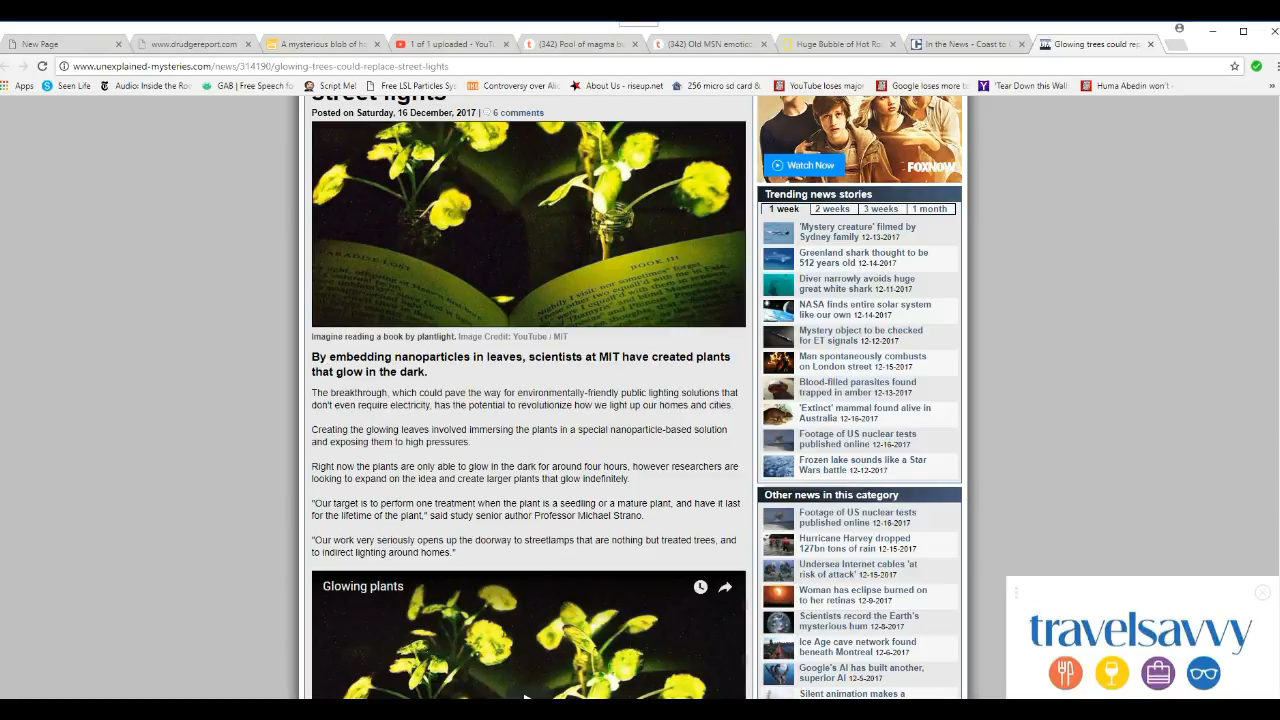 New Page
www.drudgereport.com
A mysterious blob of ho
1 of 1 uploaded - YouTu
(342) Pool of magma bu
(342) Old MSN emotico
Huge Bubble of Hot Ro
In the News - Coast to C
Glowing trees could rep
www.unexplained-mysteries.com/news/314190/glowing-trees-could-replace-street-lights
Apps
Seen Life
Audio: Inside the Ro
GAB | Free Speech fo
Script Me!
Free LSL Particles Sy
Controversy over Ali
About Us - riseup.net
256 micro sd card &
YouTube loses major
Google loses more t
'Tear Down this Wall
Huma Abedin won't
»
street lights
Posted on Saturday, 16 December, 2017 | 6 comments
PARADISE LOST
BOOK III
Imagine reading a book by plantlight. Image Credit: YouTube / MIT
By embedding nanoparticles in leaves, scientists at MIT have created plants
that glow in the dark.
The breakthrough, which could pave the way for environmentally-friendly public lighting solutions that
don't even require electricity, has the potential to revolutionize how we light up our homes and cities.
Creating the glowing leaves involved immersing the plants in a special nanoparticle-based solution
and exposing them to high pressures.
Right now the plants are only able to glow in the dark for around four hours, however researchers are
looking to expand on the idea and create larger plants that glow indefinitely.
"Our target is to perform one treatment when the plant is a seedling or a mature plant, and have it last
for the lifetime of the plant," said study senior author Professor Michael Strano.
"Our work very seriously opens up the doorway to streetlamps that are nothing but treated trees, and
to indirect lighting around homes."
Glowing plants
Watch Now
FOXNOW
Trending news stories
1 week
2 weeks
3 weeks
1 month
'Mystery creature' filmed by
Sydney family 12-13-2017
Greenland shark thought to be
512 years old 12-14-2017
Diver narrowly avoids huge
great white shark 12-11-2017
NASA finds entire solar system
like our own 12-14-2017
Mystery object to be checked
for ET signals 12-12-2017
Man spontaneously combusts
on London street 12-15-2017
Blood-filled parasites found
trapped in amber 12-13-2017
'Extinct' mammal found alive in
Australia 12-16-2017
Footage of US nuclear tests
published online 12-16-2017
Frozen lake sounds like a Star
Wars battle 12-12-2017
Other news in this category
Footage of US nuclear tests
published online 12-16-2017
Hurricane Harvey dropped
127bn tons of rain 12-15-2017
Undersea Internet cables 'at
risk of attack' 12-15-2017
Woman has eclipse burned on
to her retinas 12-9-2017
Scientists record the Earth's
mysterious hum 12-8-2017
Ice Age cave network found
beneath Montreal 12-6-2017
Google's AI has built another,
superior AI 12-5-2017
Silent animation makes a
travelsavvy